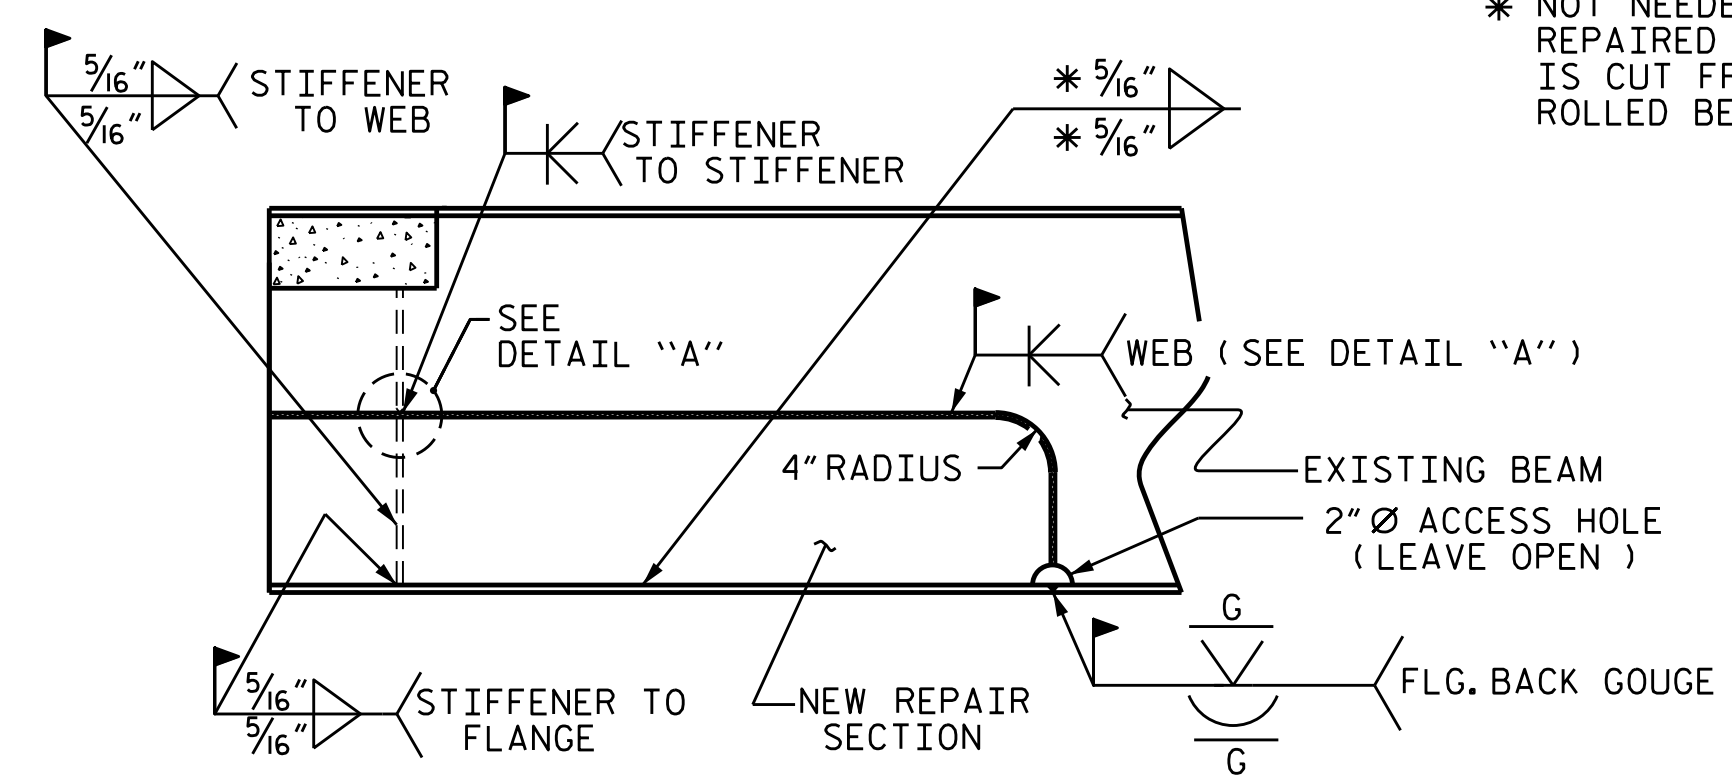 * NOT NEEDE
REPAIRED
IS CUT FR
ROLLED BE
5/16"
5/16"
STIFFENER
TO WEB
STIFFENER
TO STIFFENER
* 5/16"
* 5/16"
SEE
DETAIL "A"
WEB (SEE DETAIL "A")
4" RADIUS
EXISTING BEAM
2" Ø ACCESS HOLE
(LEAVE OPEN)
5/16"
5/16"
STIFFENER TO
FLANGE
NEW REPAIR
SECTION
G
G
FLG. BACK GOUGE